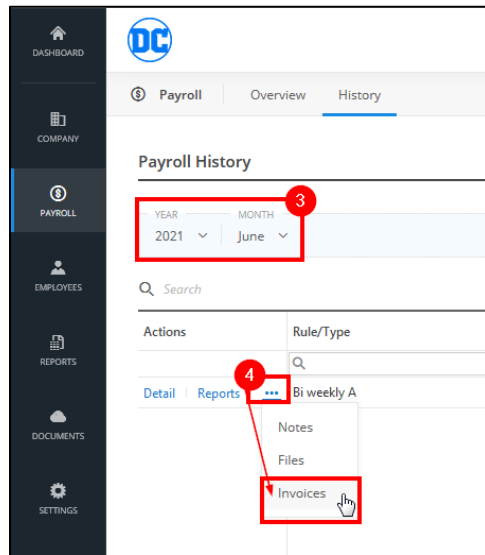 DASHBOARD
COMPANY
PAYROLL
EMPLOYEES
REPORTS
DOCUMENTS
SETTINGS
DC
Payroll
Overview
History
Payroll History
3
YEAR
MONTH
2021
June
Search
Actions
Rule/Type
4
Detail
Reports
Bi weekly A
Notes
Files
Invoices